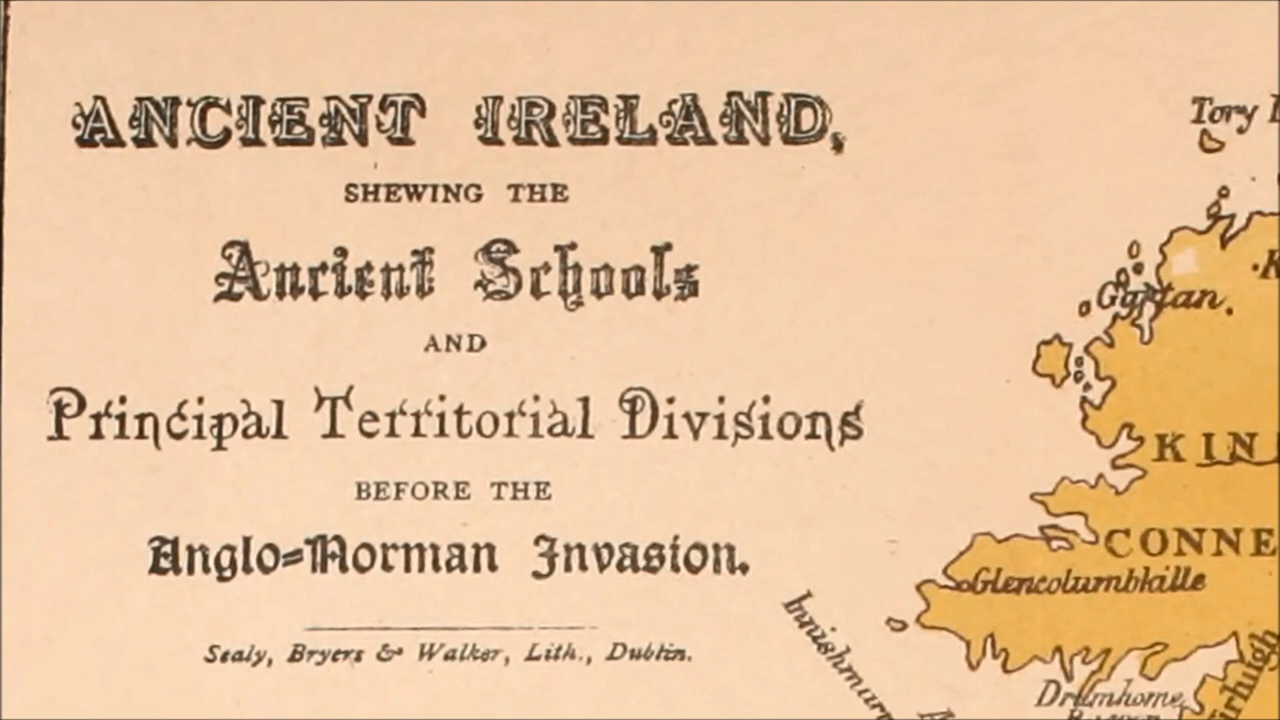 ANCIENT IRELAND,
SHEWING THE
Ancient Schools
AND
Principal Territorial Divisions
BEFORE THE
Anglo=Norman Invasion.
Sealy, Bryers & Walker, Lith., Dublin.
Tory
Gartan.
KIN
CONNE
Glencolumbkille
Drumhome